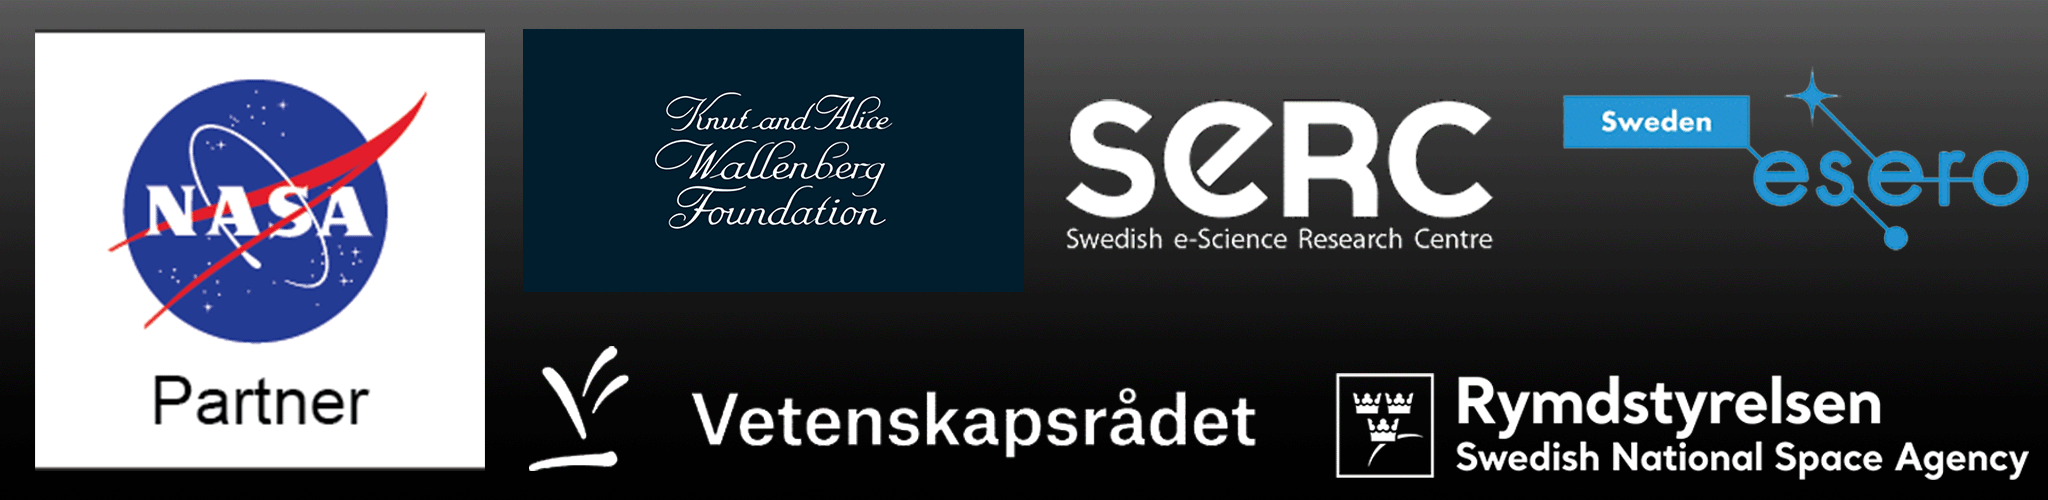 NASA
Partner
Knut and Alice
Wallenberg
Foundation
SeRC
Swedish e-Science Research Centre
Sweden
esero
Vetenskapsrådet
Rymdstyrelsen
Swedish National Space Agency